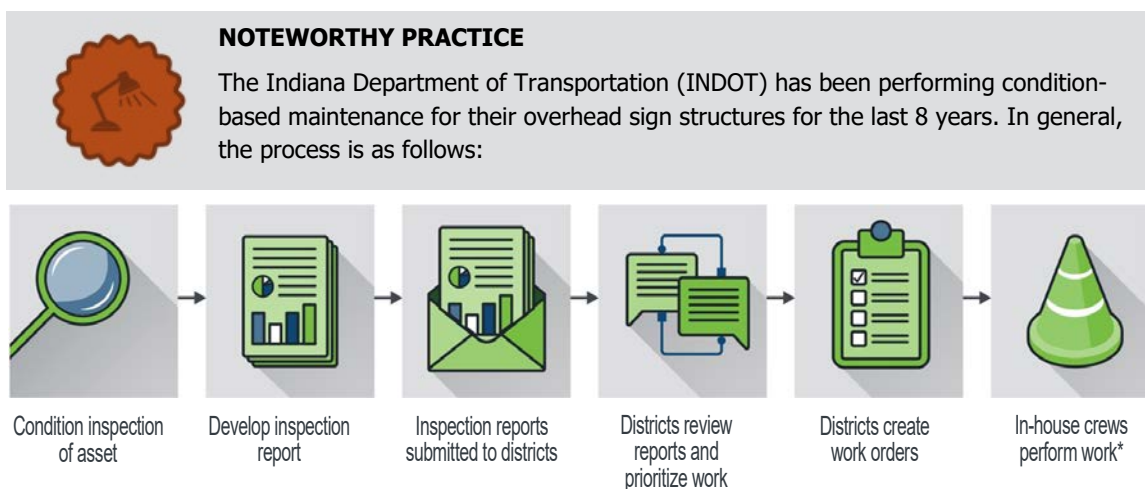 NOTEWORTHY PRACTICE
The Indiana Department of Transportation (INDOT) has been performing condition-
based maintenance for their overhead sign structures for the last 8 years. In general,
the process is as follows:
Condition inspection
of asset
Develop inspection
report
Inspection reports
submitted to districts
Districts review
reports and
prioritize work
Districts create
work orders
In-house crews
perform work*